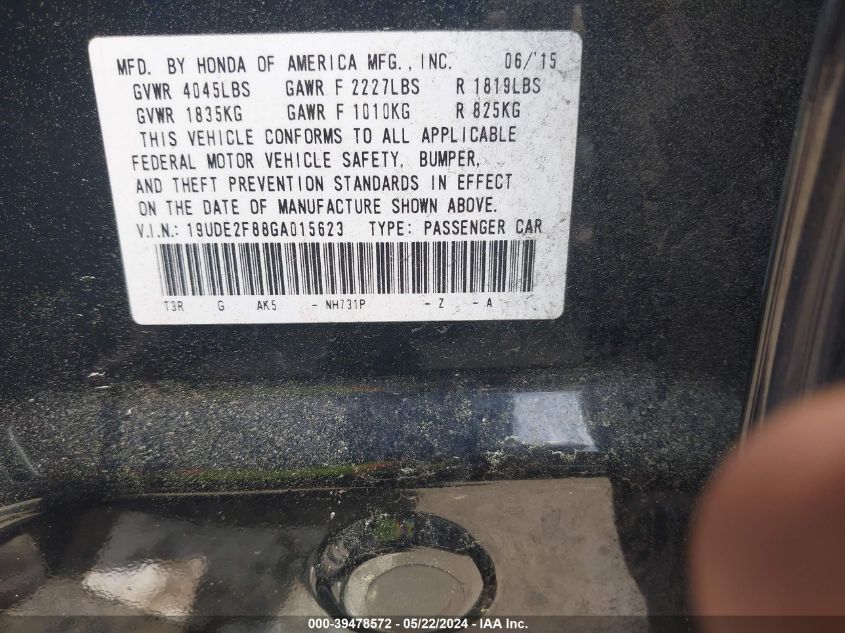 MFD. BY HONDA OF AMERICA MFG., INC. 06/'15
GVWR 4045LBS GAWR F 2227LBS R 1819LBS
GVWR 1835KG GAWR F 1010KG R 825KG
THIS VEHICLE CONFORMS TO ALL APPLICABLE
FEDERAL MOTOR VEHICLE SAFETY, BUMPER,
AND THEFT PREVENTION STANDARDS IN EFFECT
ON THE DATE OF MANUFACTURE SHOWN ABOVE.
V.I.N.: 19UDE2F88GA015623 TYPE: PASSENGER CAR
T3R G AK5 - NH731P - Z - A
000-39478572 - 05/22/2024 - IAA Inc.